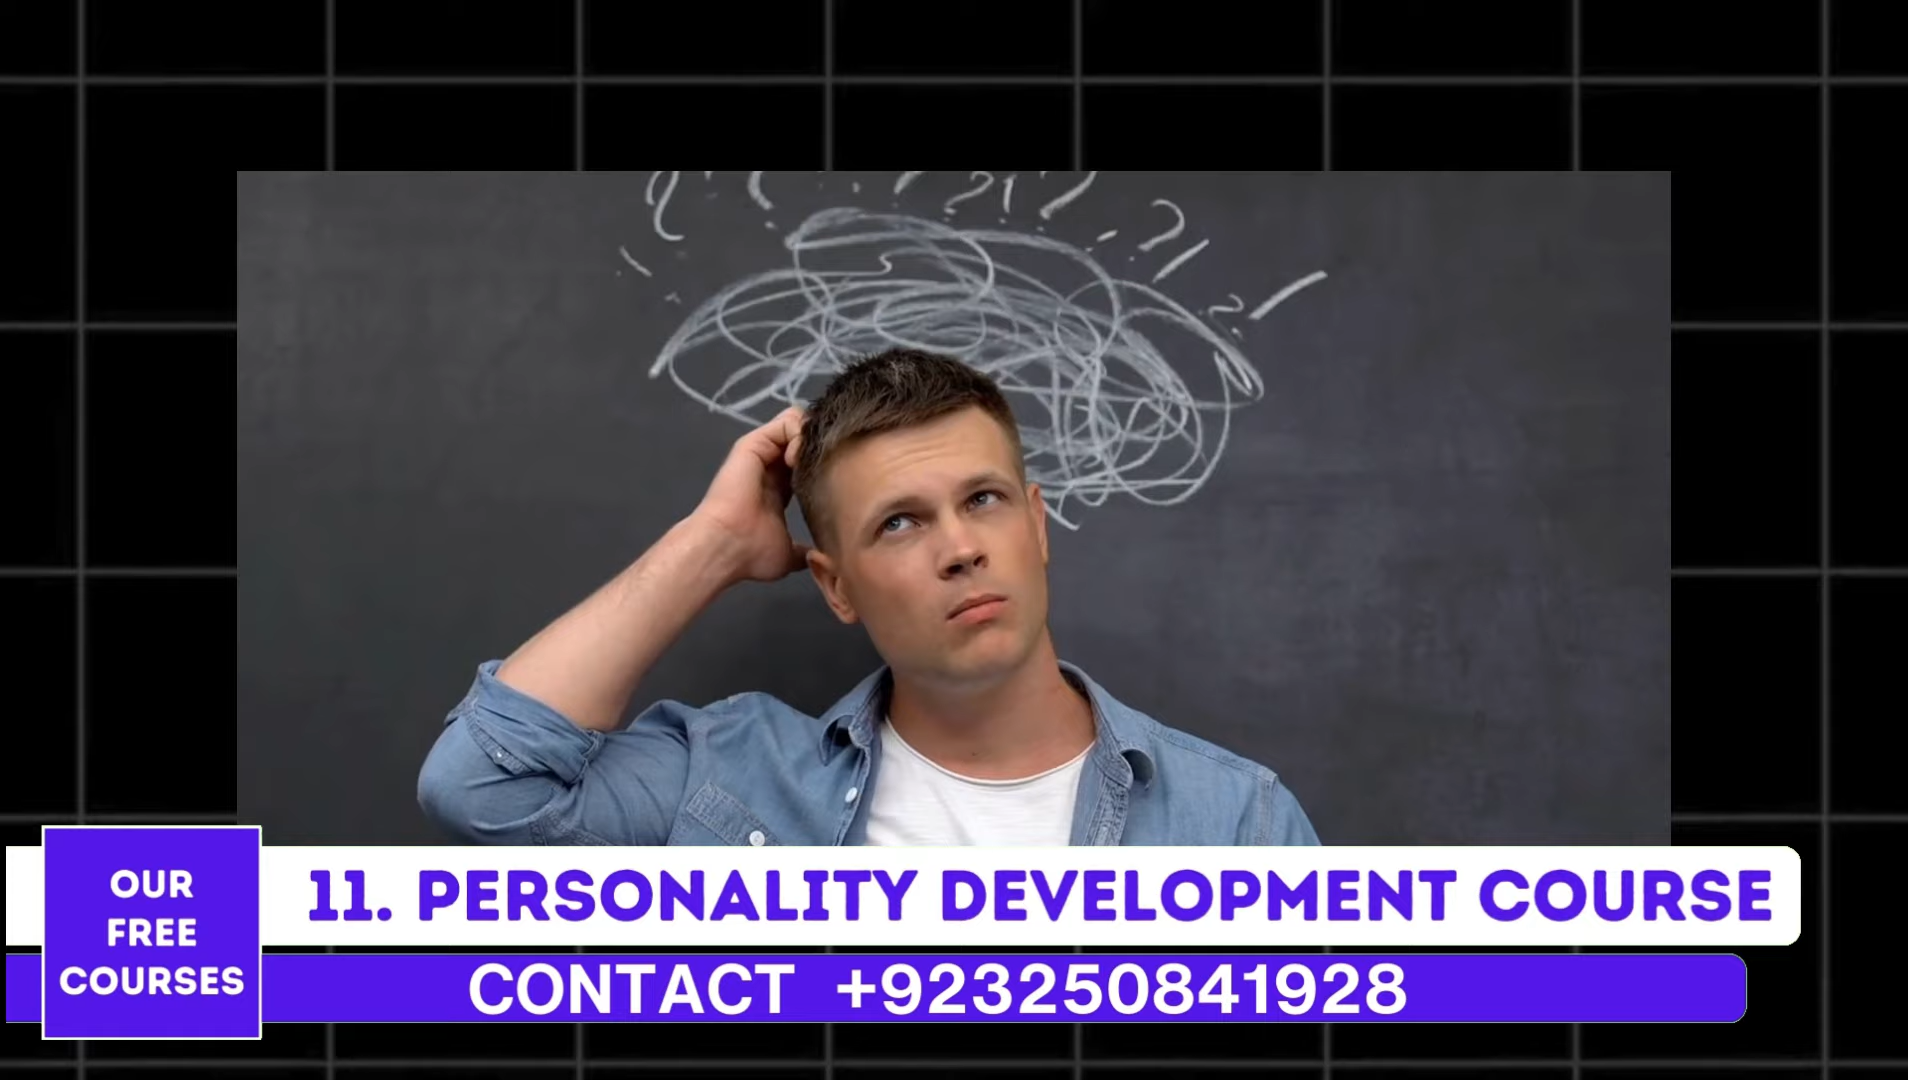 OUR
FREE
COURSES
11. PERSONALITY DEVELOPMENT COURSE
CONTACT +923250841928